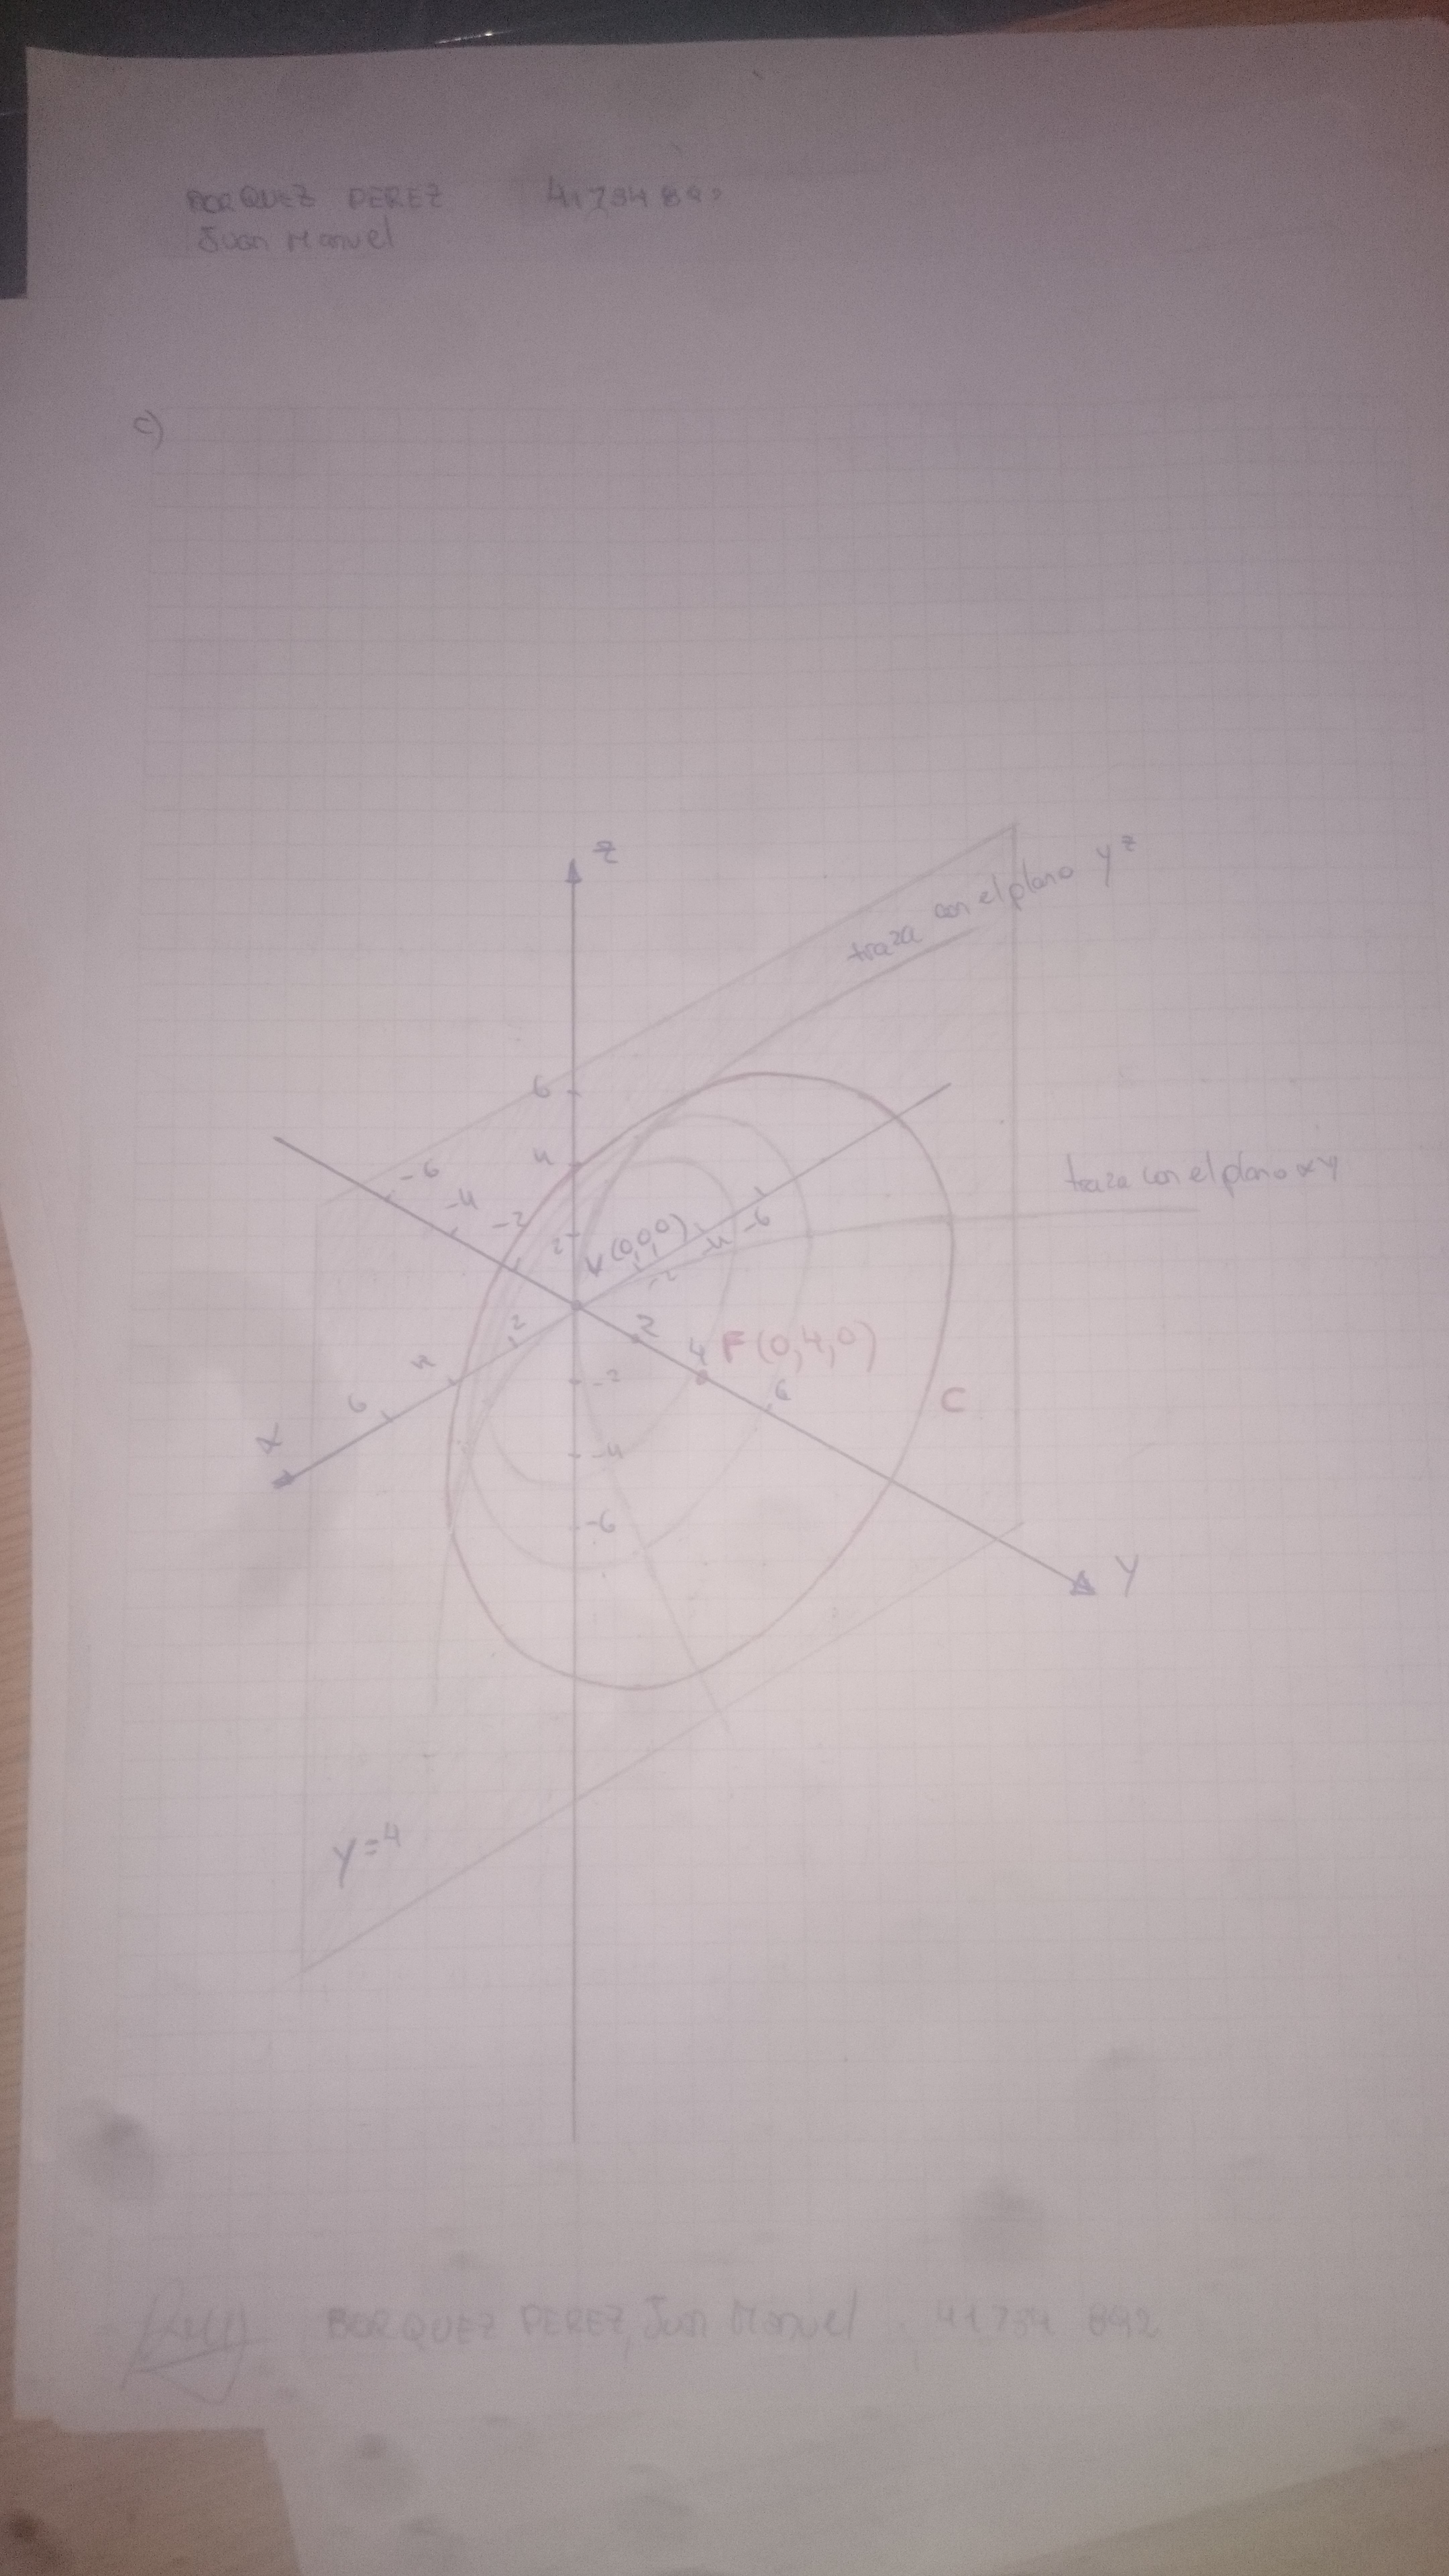 BORQUEZ PEREZ
Juan Manuel
c)
z
traza con el plano yz
6
4
2
-6
-4
-2
traza con el plano xy
V(0,0,0)
-2
-4
-6
2
4
6
x
2
4
F(0,4,0)
6
C
-2
-4
-6
y
y=4
BORQUEZ PEREZ, Juan Manuel